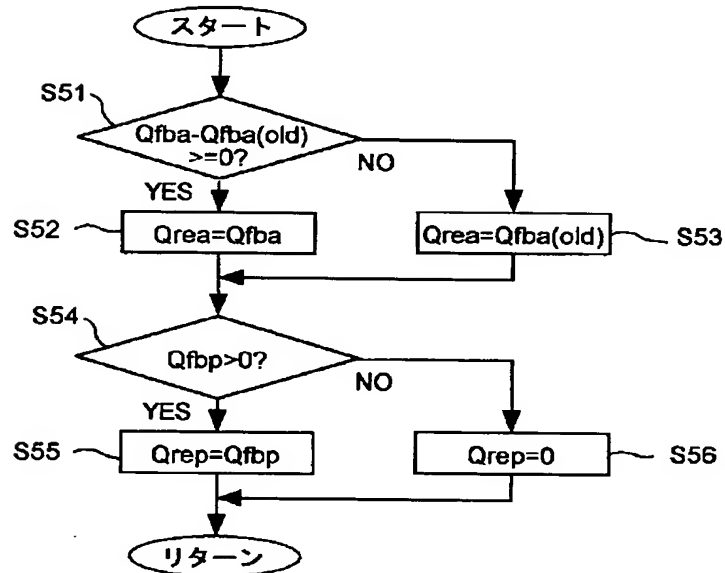 スタート
S51
Qfba-Qfba(old)
>=0?
NO
YES
S52
Qrea=Qfba
Qrea=Qfba(old)
S53
S54
Qfbp>0?
NO
YES
S55
Qrep=Qfbp
Qrep=0
S56
リターン